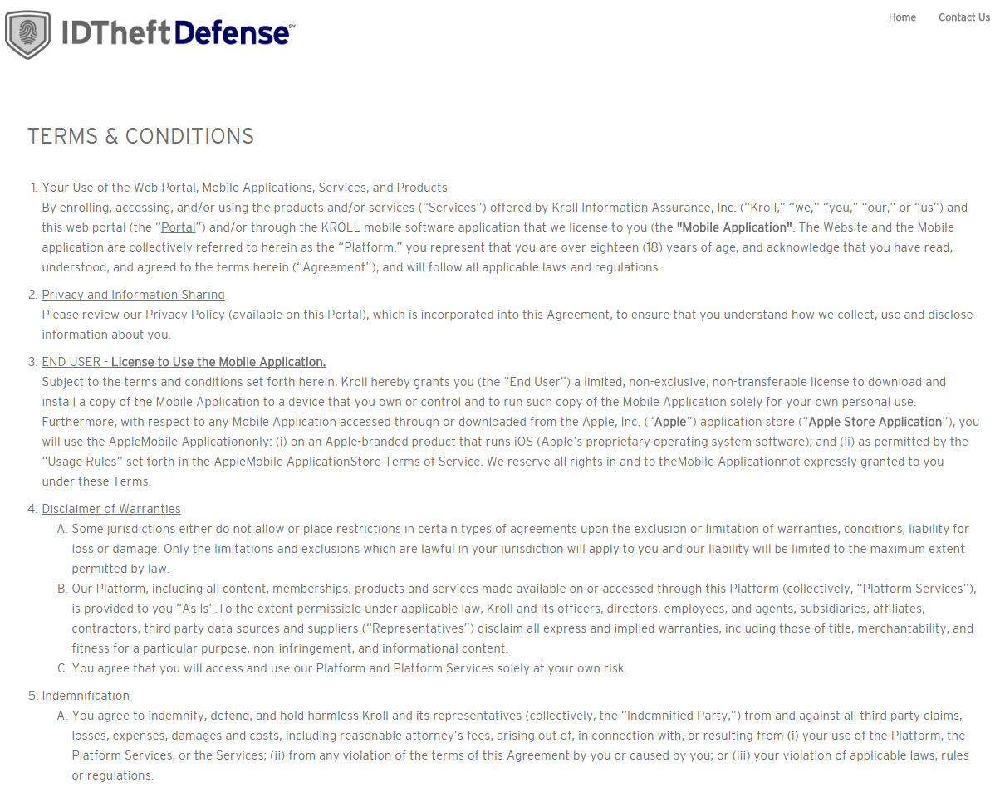 IDTheftDefense℠
Home
Contact Us
TERMS & CONDITIONS
1. Your Use of the Web Portal, Mobile Applications, Services, and Products
By enrolling, accessing, and/or using the products and/or services (“Services”) offered by Kroll Information Assurance, Inc. (“Kroll,” “we,” “you,” “our,” or “us”) and
this web portal (the “Portal”) and/or through the KROLL mobile software application that we license to you (the "Mobile Application". The Website and the Mobile
application are collectively referred to herein as the “Platform.” you represent that you are over eighteen (18) years of age, and acknowledge that you have read,
understood, and agreed to the terms herein (“Agreement”), and will follow all applicable laws and regulations.
2. Privacy and Information Sharing
Please review our Privacy Policy (available on this Portal), which is incorporated into this Agreement, to ensure that you understand how we collect, use and disclose
information about you.
3. END USER - License to Use the Mobile Application.
Subject to the terms and conditions set forth herein, Kroll hereby grants you (the “End User”) a limited, non-exclusive, non-transferable license to download and
install a copy of the Mobile Application to a device that you own or control and to run such copy of the Mobile Application solely for your own personal use.
Furthermore, with respect to any Mobile Application accessed through or downloaded from the Apple, Inc. (“Apple”) application store (“Apple Store Application”), you
will use the AppleMobile Applicationonly: (i) on an Apple-branded product that runs iOS (Apple’s proprietary operating system software); and (ii) as permitted by the
“Usage Rules” set forth in the AppleMobile ApplicationStore Terms of Service. We reserve all rights in and to theMobile Applicationnot expressly granted to you
under these Terms.
4. Disclaimer of Warranties
A. Some jurisdictions either do not allow or place restrictions in certain types of agreements upon the exclusion or limitation of warranties, conditions, liability for
loss or damage. Only the limitations and exclusions which are lawful in your jurisdiction will apply to you and our liability will be limited to the maximum extent
permitted by law.
B. Our Platform, including all content, memberships, products and services made available on or accessed through this Platform (collectively, “Platform Services”),
is provided to you “As Is”.To the extent permissible under applicable law, Kroll and its officers, directors, employees, and agents, subsidiaries, affiliates,
contractors, third party data sources and suppliers (“Representatives”) disclaim all express and implied warranties, including those of title, merchantability, and
fitness for a particular purpose, non-infringement, and informational content.
C. You agree that you will access and use our Platform and Platform Services solely at your own risk.
5. Indemnification
A. You agree to indemnify, defend, and hold harmless Kroll and its representatives (collectively, the “Indemnified Party,”) from and against all third party claims,
losses, expenses, damages and costs, including reasonable attorney’s fees, arising out of, in connection with, or resulting from (i) your use of the Platform, the
Platform Services, or the Services; (ii) from any violation of the terms of this Agreement by you or caused by you; or (iii) your violation of applicable laws, rules
or regulations.